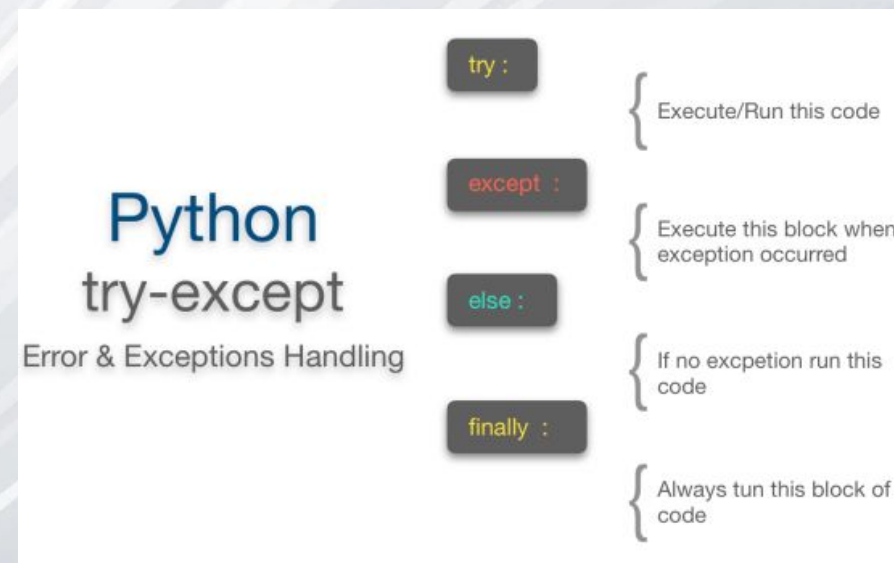 Python
try-except
Error & Exceptions Handling
try :
Execute/Run this code
except :
Execute this block when
exception occurred
else :
If no excpetion run this
code
finally :
Always tun this block of
code